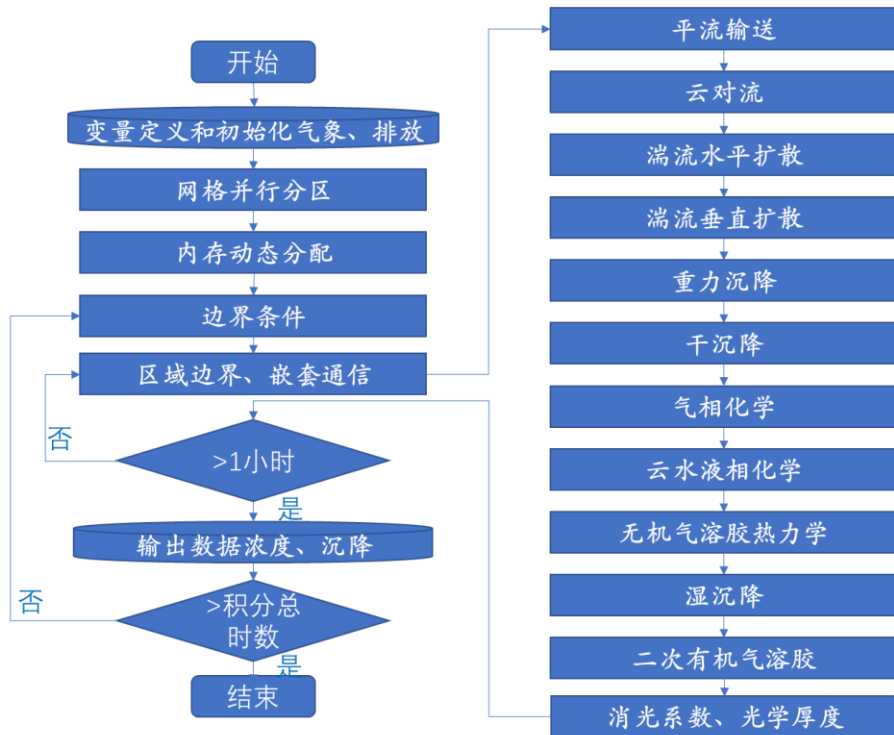 开始
变量定义和初始化气象、排放
网格并行分区
内存动态分配
边界条件
区域边界、嵌套通信
>1小时
否
是
输出数据浓度、沉降
>积分总
时数
否
是
结束
平流输送
云对流
湍流水平扩散
湍流垂直扩散
重力沉降
干沉降
气相化学
云水液相化学
无机气溶胶热力学
湿沉降
二次有机气溶胶
消光系数、光学厚度